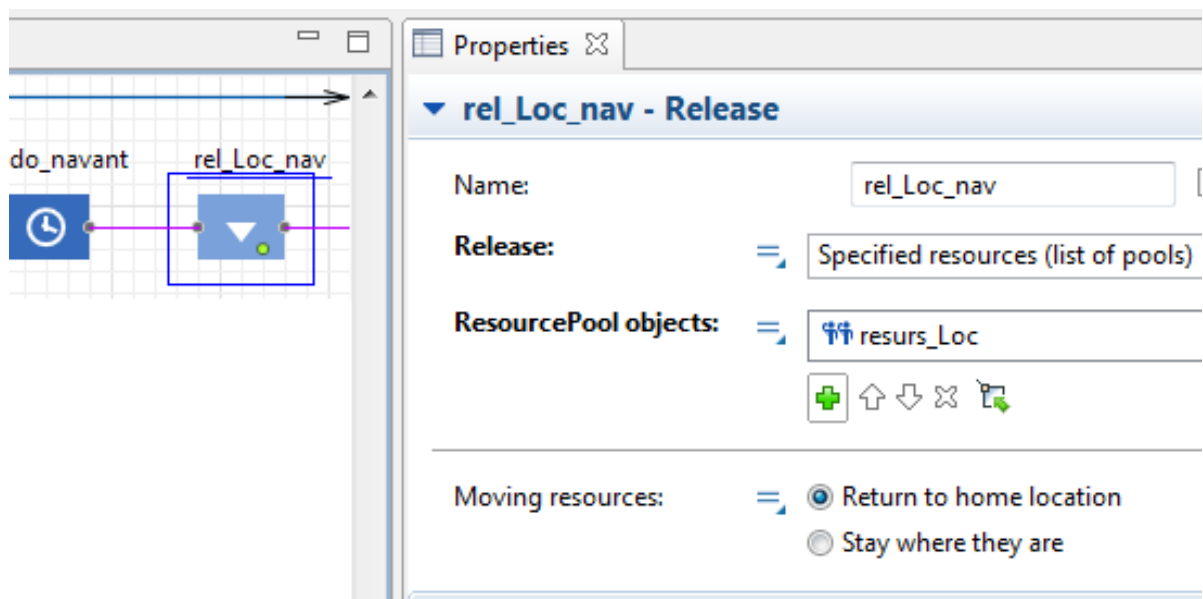 Properties
rel_Loc_nav - Release
do_navant
rel_Loc_nav
Name:
rel_Loc_nav
Release:
Specified resources (list of pools)
ResourcePool objects:
resurs_Loc
Moving resources:
Return to home location
Stay where they are